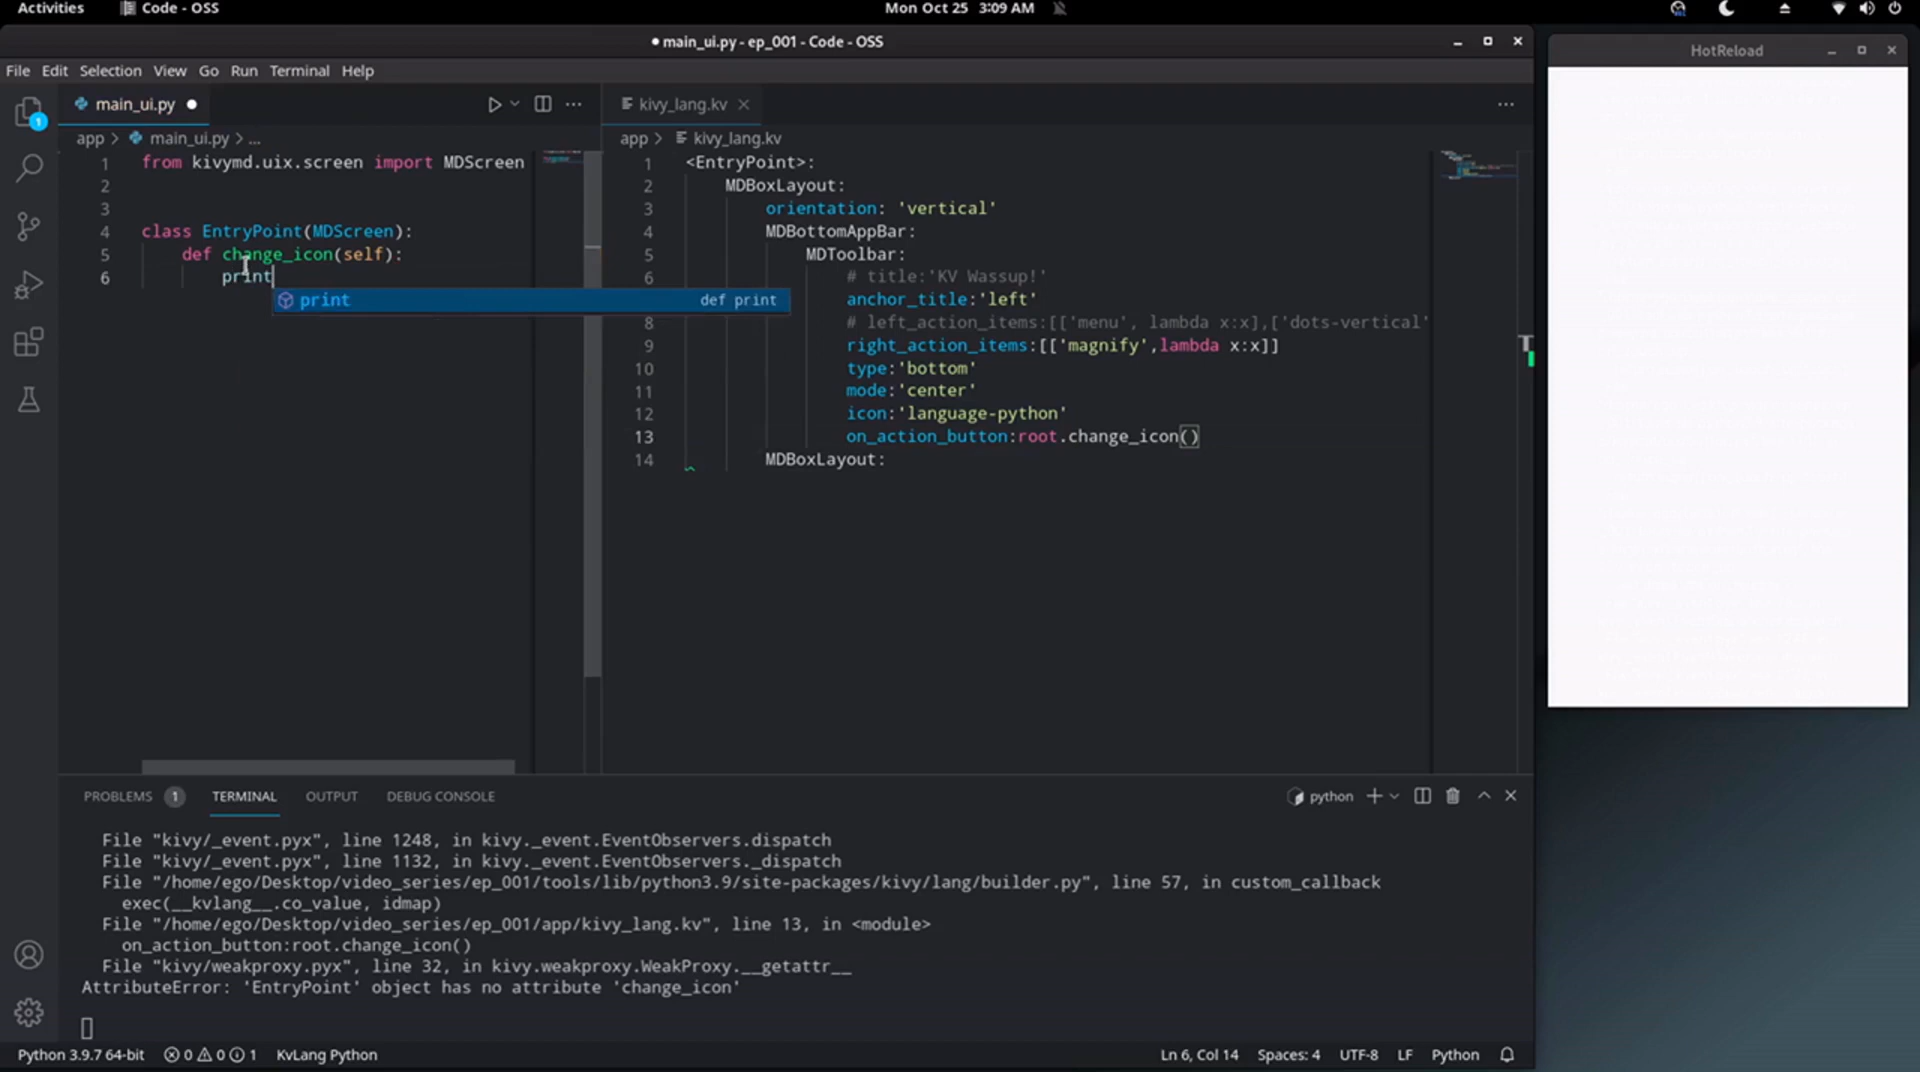 Activities
Code - OSS
Mon Oct 25 3:09 AM
main_ui.py - ep_001 - Code - OSS
HotReload
File Edit Selection View Go Run Terminal Help
main_ui.py
kivy_lang.kv
1
app > main_ui.py > ...
app > kivy_lang.kv
1 from kivymd.uix.screen import MDScreen
2
3
4 class EntryPoint(MDScreen):
5 def change_icon(self):
6 print
print def print
1 <EntryPoint>:
2 MDBoxLayout:
3 orientation: 'vertical'
4 MDBottomAppBar:
5 MDToolbar:
6 # title:'KV Wassup!'
anchor_title:'left'
8 # left_action_items:[['menu', lambda x:x],['dots-vertical'
9 right_action_items:[['magnify',lambda x:x]]
10 type:'bottom'
11 mode:'center'
12 icon:'language-python'
13 on_action_button:root.change_icon()
14 MDBoxLayout:
PROBLEMS 1 TERMINAL OUTPUT DEBUG CONSOLE
python
File "kivy/_event.pyx", line 1248, in kivy._event.EventObservers.dispatch
File "kivy/_event.pyx", line 1132, in kivy._event.EventObservers._dispatch
File "/home/ego/Desktop/video_series/ep_001/tools/lib/python3.9/site-packages/kivy/lang/builder.py", line 57, in custom_callback
exec(__kvlang__.co_value, idmap)
File "/home/ego/Desktop/video_series/ep_001/app/kivy_lang.kv", line 13, in <module>
on_action_button:root.change_icon()
File "kivy/weakproxy.pyx", line 32, in kivy.weakproxy.WeakProxy.__getattr__
AttributeError: 'EntryPoint' object has no attribute 'change_icon'
Python 3.9.7 64-bit 0 0 1 KvLang Python
Ln 6, Col 14 Spaces: 4 UTF-8 LF Python